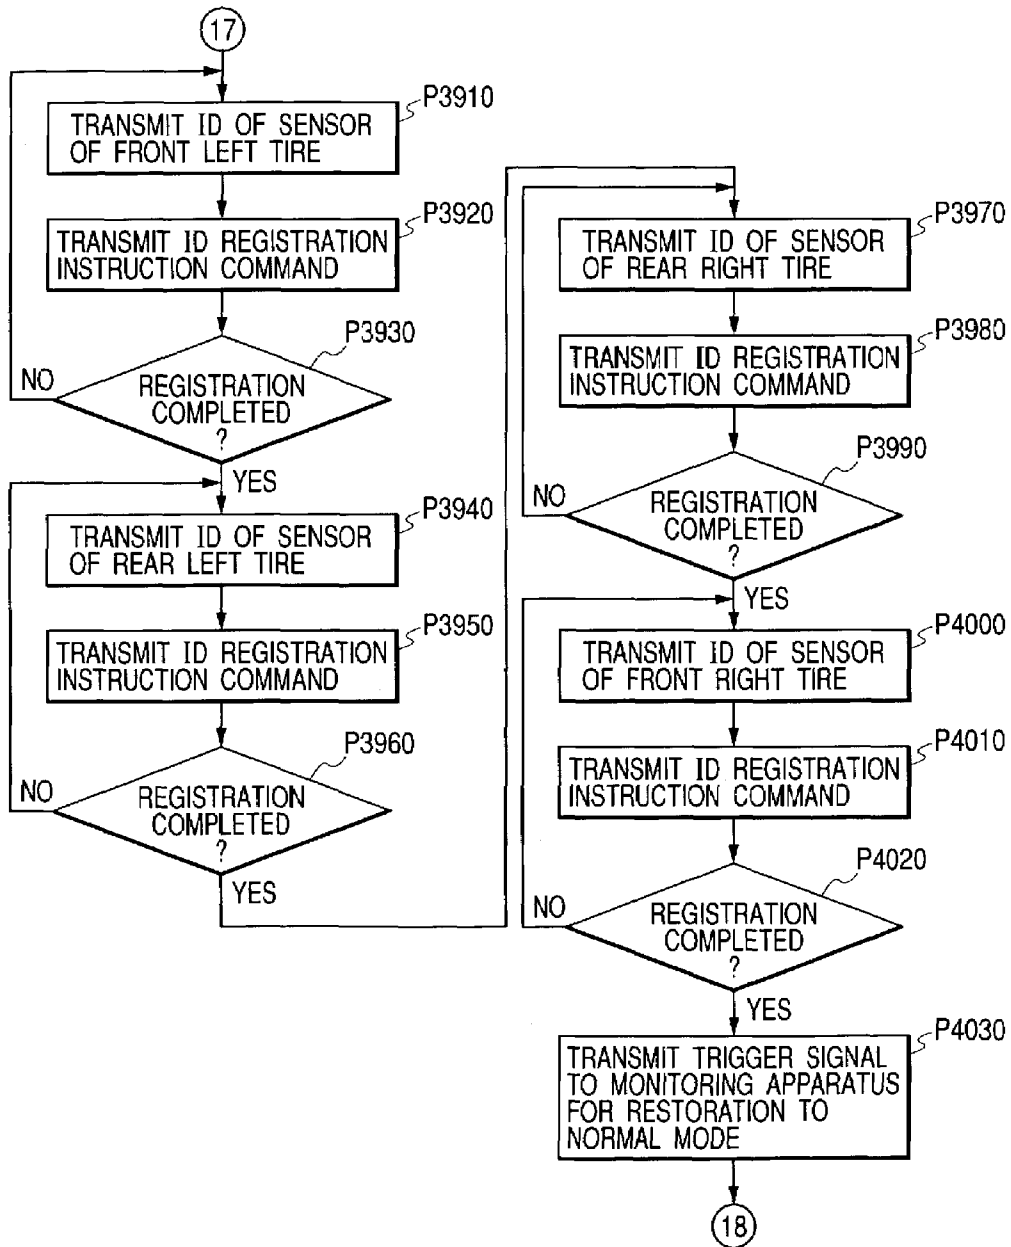 17
P3910
TRANSMIT ID OF SENSOR
OF FRONT LEFT TIRE
P3920
TRANSMIT ID REGISTRATION
INSTRUCTION COMMAND
P3930
NO
REGISTRATION
COMPLETED
?
YES
P3940
TRANSMIT ID OF SENSOR
OF REAR LEFT TIRE
P3950
TRANSMIT ID REGISTRATION
INSTRUCTION COMMAND
P3960
NO
REGISTRATION
COMPLETED
?
YES
P3970
TRANSMIT ID OF SENSOR
OF REAR RIGHT TIRE
P3980
TRANSMIT ID REGISTRATION
INSTRUCTION COMMAND
P3990
NO
REGISTRATION
COMPLETED
?
YES
P4000
TRANSMIT ID OF SENSOR
OF FRONT RIGHT TIRE
P4010
TRANSMIT ID REGISTRATION
INSTRUCTION COMMAND
P4020
NO
REGISTRATION
COMPLETED
?
YES
P4030
TRANSMIT TRIGGER SIGNAL
TO MONITORING APPARATUS
FOR RESTORATION TO
NORMAL MODE
18